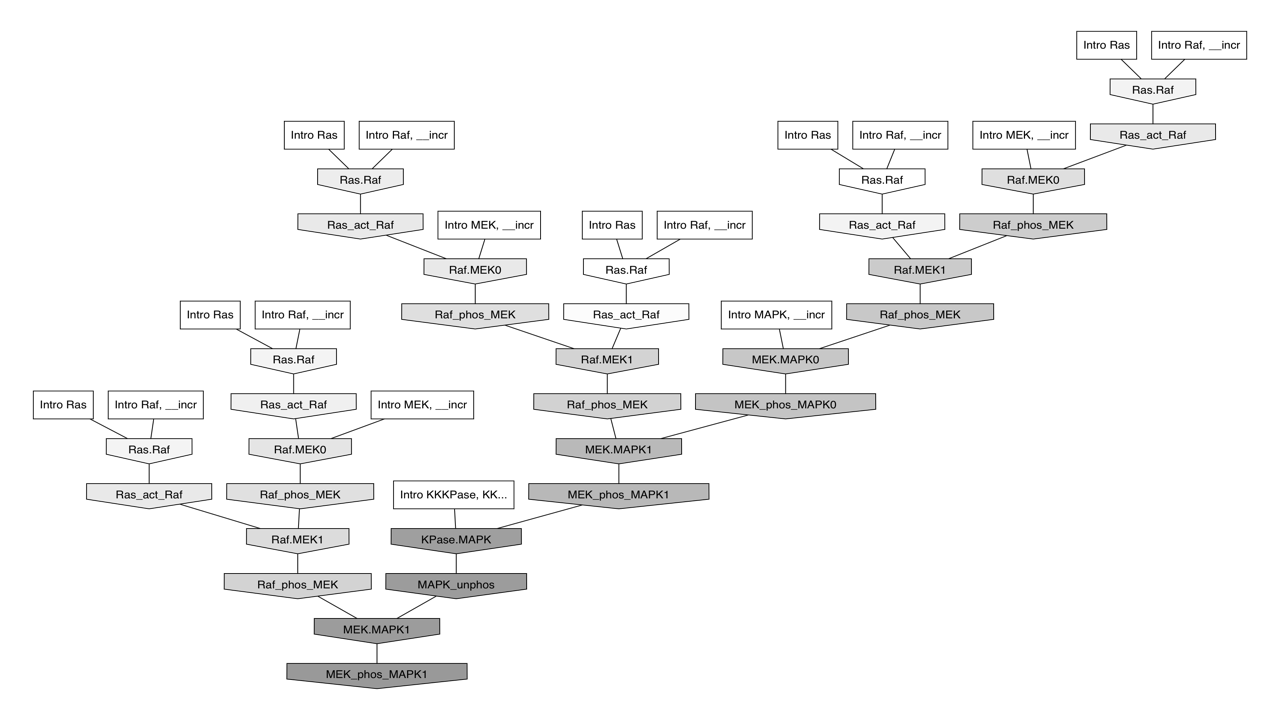 Intro Ras
Intro Raf, __incr
Ras.Raf
Intro Ras
Intro Raf, __incr
Intro Ras
Intro Raf, __incr
Intro MEK, __incr
Ras_act_Raf
Ras.Raf
Ras.Raf
Raf.MEK0
Ras_act_Raf
Intro MEK, __incr
Intro Ras
Intro Raf, __incr
Ras_act_Raf
Raf_phos_MEK
Raf.MEK0
Ras.Raf
Raf.MEK1
Intro Ras
Intro Raf, __incr
Raf_phos_MEK
Ras_act_Raf
Intro MAPK, __incr
Raf_phos_MEK
Ras.Raf
Raf.MEK1
MEK.MAPK0
Intro Ras
Intro Raf, __incr
Ras_act_Raf
Intro MEK, __incr
Raf_phos_MEK
MEK_phos_MAPK0
Ras.Raf
Raf.MEK0
MEK.MAPK1
Ras_act_Raf
Raf_phos_MEK
Intro KKKPase, KK...
MEK_phos_MAPK1
Raf.MEK1
KPase.MAPK
Raf_phos_MEK
MAPK_unphos
MEK.MAPK1
MEK_phos_MAPK1